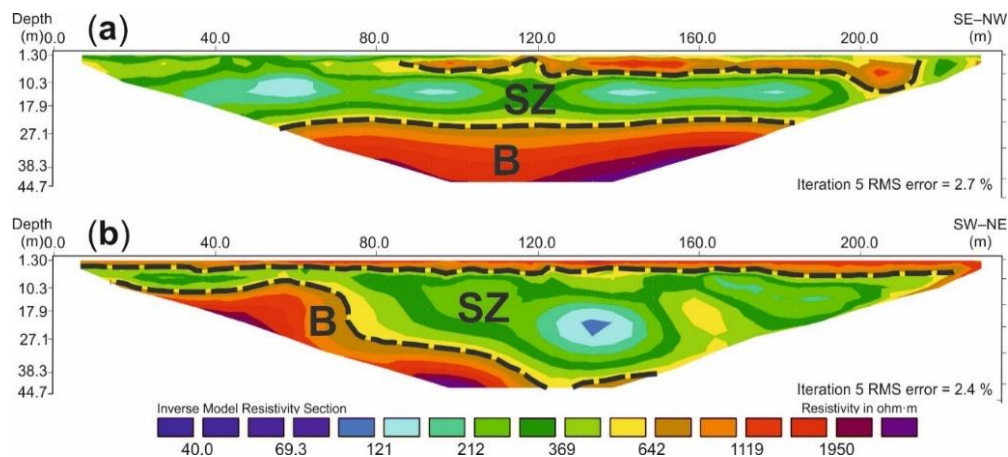 Depth (a) SE–NW
(m) 0.0 40.0 80.0 120.0 160.0 200.0 (m)
1.30
10.3
SZ
17.9
27.1
B
38.3
44.7
Iteration 5 RMS error = 2.7 %
Depth (b) SW–NE
(m) 0.0 40.0 80.0 120.0 160.0 200.0 (m)
1.30
10.3
SZ
17.9 B
27.1
38.3
44.7
Iteration 5 RMS error = 2.4 %
Inverse Model Resistivity Section Resistivity in ohm·m
40.0 69.3 121 212 369 642 1119 1950